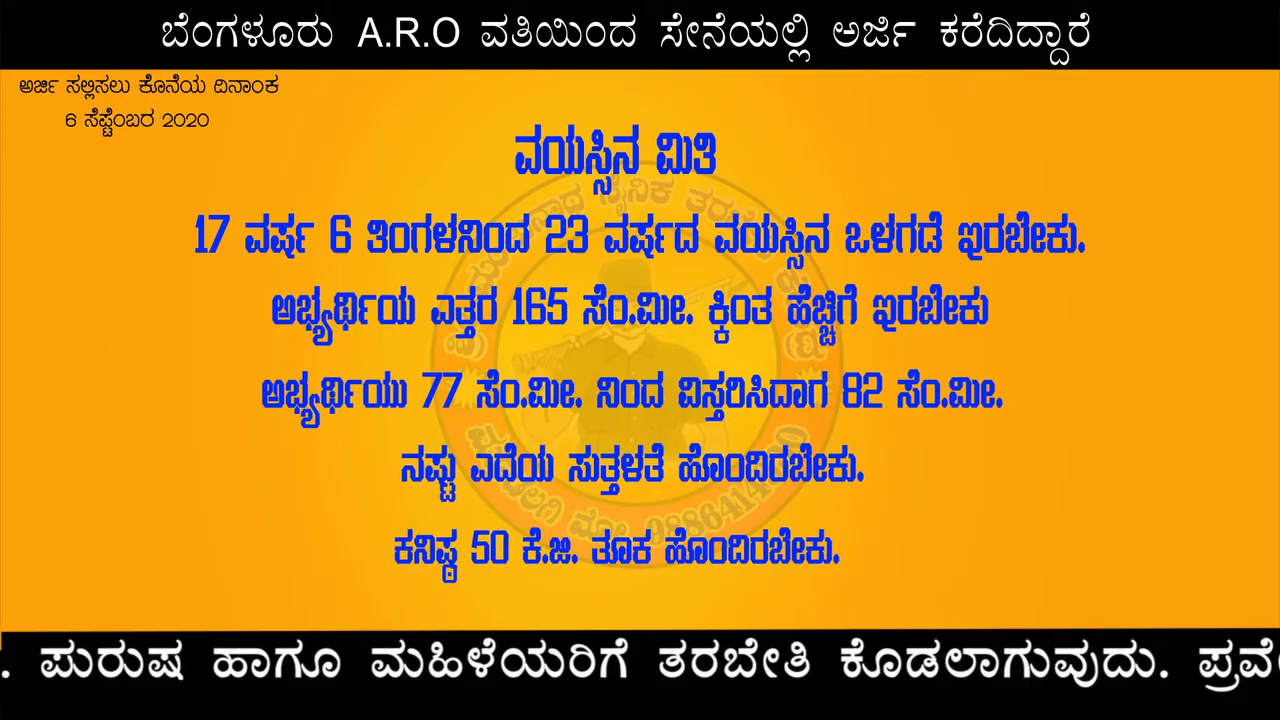 ಬೆಂಗಳೂರು A.R.O ವತಿಯಿಂದ ಸೇನೆಯಲ್ಲಿ ಅರ್ಜಿ ಕರೆದಿದ್ದಾರೆ
ಅರ್ಜಿ ಸಲ್ಲಿಸಲು ಕೊನೆಯ ದಿನಾಂಕ
6 ಸೆಪ್ಟೆಂಬರ 2020
ವಯಸ್ಸಿನ ಮಿತಿ
17 ವರ್ಷ 6 ತಿಂಗಳನಿಂದ 23 ವರ್ಷದ ವಯಸ್ಸಿನ ಒಳಗಡೆ ಇರಬೇಕು.
ಅಭ್ಯರ್ಥಿಯ ಎತ್ತರ 165 ಸೆಂ.ಮೀ. ಕ್ಕಿಂತ ಹೆಚ್ಚಿಗೆ ಇರಬೇಕು
ಅಭ್ಯರ್ಥಿಯು 77 ಸೆಂ.ಮೀ. ನಿಂದ ವಿಸ್ತರಿಸಿದಾಗ 82 ಸೆಂ.ಮೀ.
ನಷ್ಟು ಎದೆಯ ಸುತ್ತಳತೆ ಹೊಂದಿರಬೇಕು.
ಕನಿಷ್ಠ 50 ಕೆ.ಜಿ. ತೂಕ ಹೊಂದಿರಬೇಕು.
. ಪುರುಷ ಹಾಗೂ ಮಹಿಳೆಯರಿಗೆ ತರಬೇತಿ ಕೊಡಲಾಗುವುದು. ಪ್ರವೇ